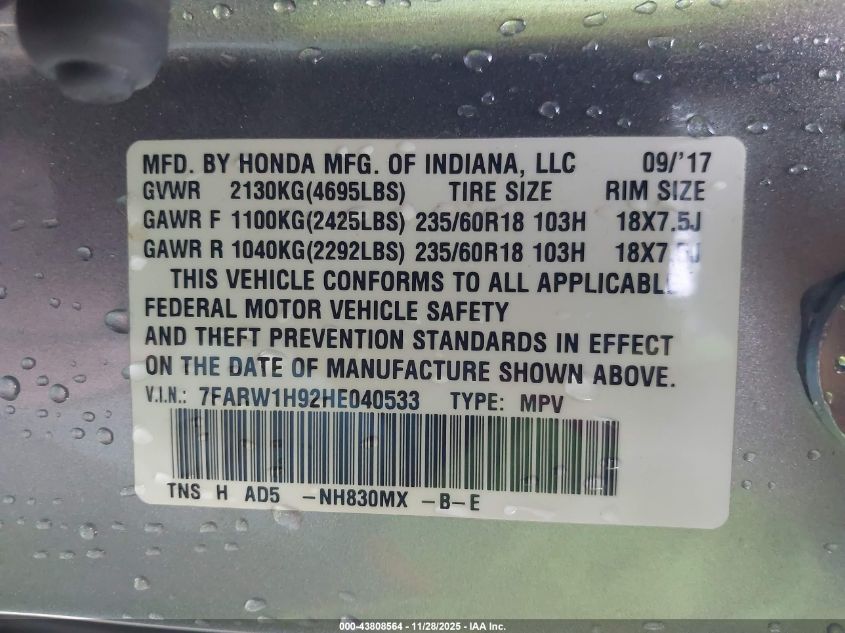 MFD. BY HONDA MFG. OF INDIANA, LLC 09/'17
GVWR 2130KG(4695LBS) TIRE SIZE RIM SIZE
GAWR F 1100KG(2425LBS) 235/60R18 103H 18X7.5J
GAWR R 1040KG(2292LBS) 235/60R18 103H 18X7.5J
THIS VEHICLE CONFORMS TO ALL APPLICABLE
FEDERAL MOTOR VEHICLE SAFETY
AND THEFT PREVENTION STANDARDS IN EFFECT
ON THE DATE OF MANUFACTURE SHOWN ABOVE.
V.I.N.: 7FARW1H92HE040533 TYPE: MPV
TNS H AD5 -NH830MX -B-E
000-43808564 - 11/28/2025 - IAA Inc.